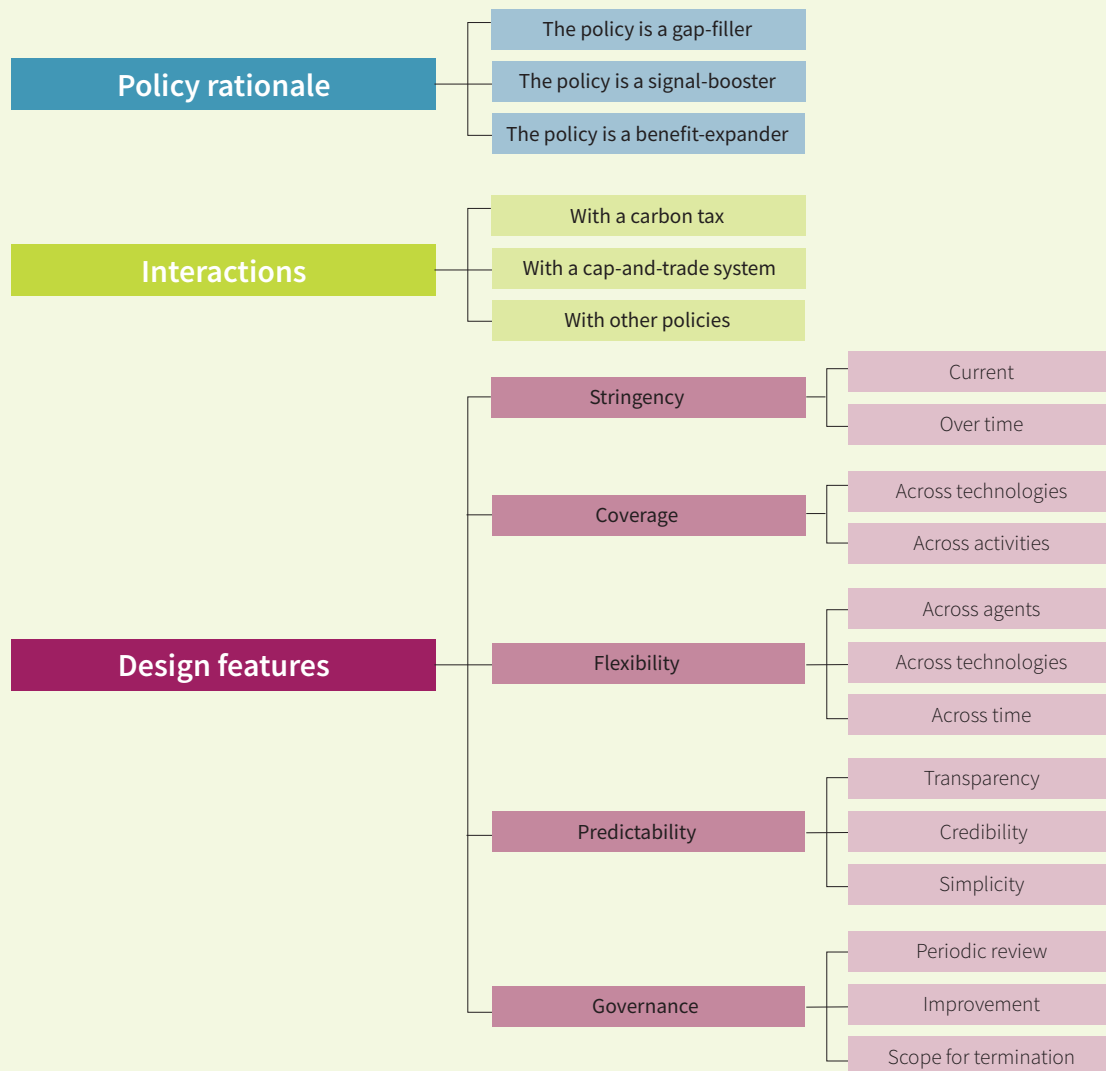 Policy rationale
The policy is a gap-filler
The policy is a signal-booster
The policy is a benefit-expander
Interactions
With a carbon tax
With a cap-and-trade system
With other policies
Design features
Stringency
Current
Over time
Coverage
Across technologies
Across activities
Flexibility
Across agents
Across technologies
Across time
Predictability
Transparency
Credibility
Simplicity
Governance
Periodic review
Improvement
Scope for termination